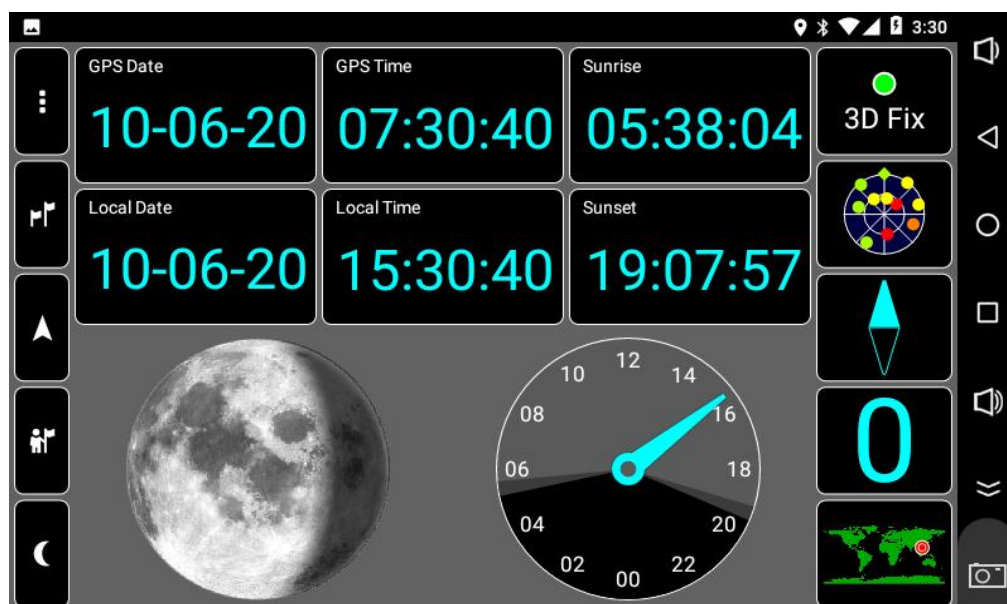 3:30
GPS Date
10-06-20
GPS Time
07:30:40
Sunrise
05:38:04
3D Fix
Local Date
10-06-20
Local Time
15:30:40
Sunset
19:07:57
12
10
14
08
16
06
18
04
20
02
22
00
0